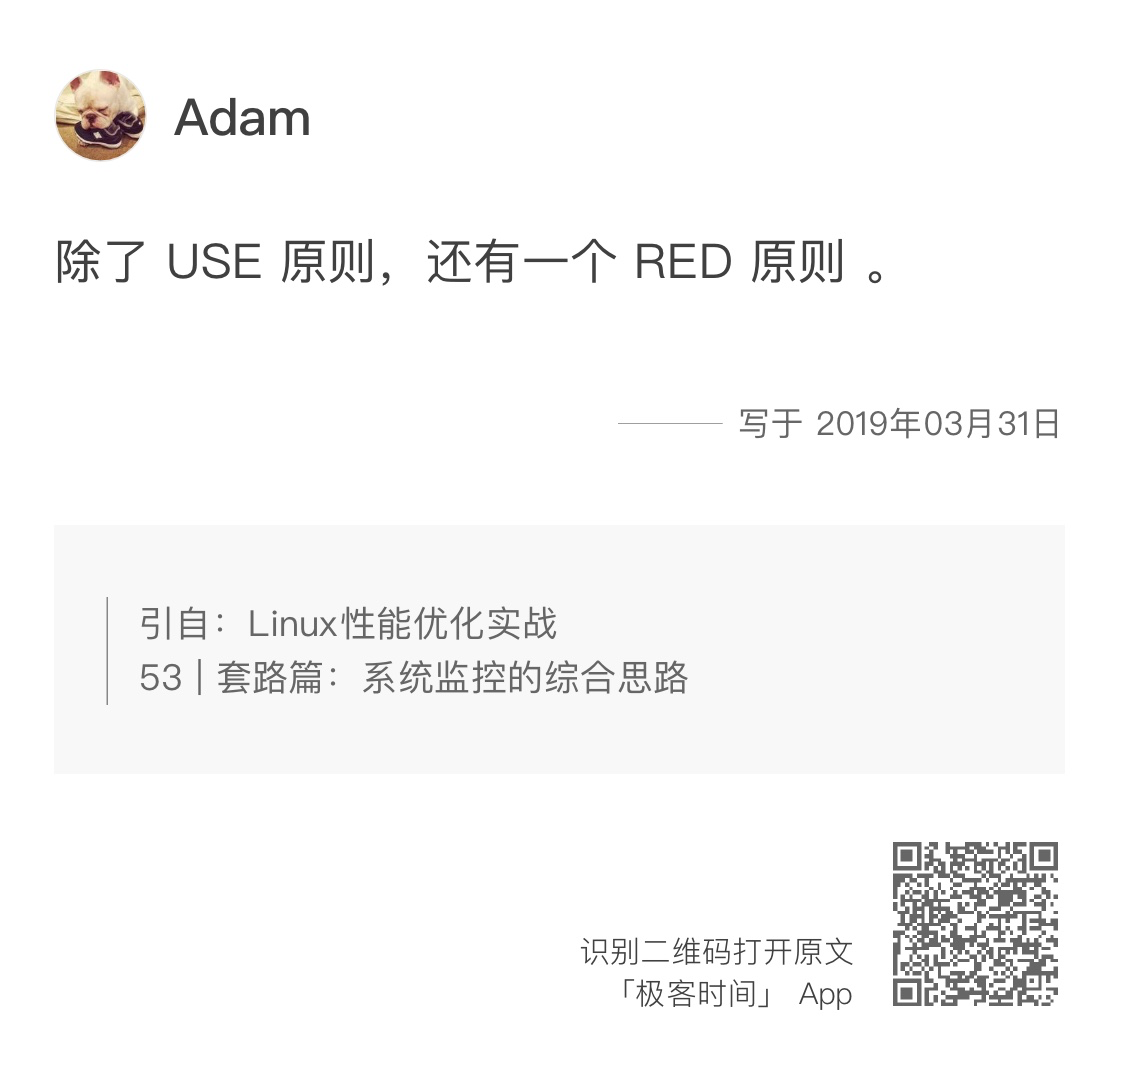 Adam
除了 USE 原则，还有一个 RED 原则 。
写于 2019年03月31日
引自：Linux性能优化实战
53 | 套路篇：系统监控的综合思路
识别二维码打开原文
「极客时间」 App